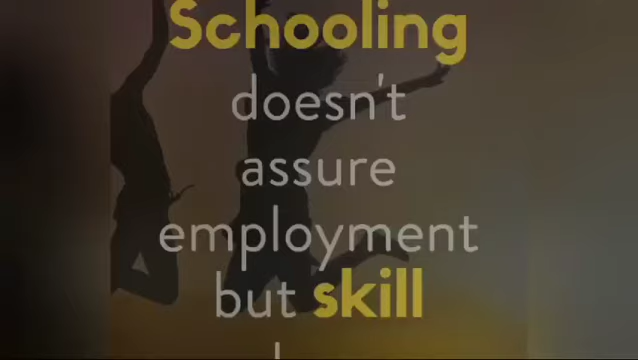 Schooling
doesn't
assure
employment
but skill